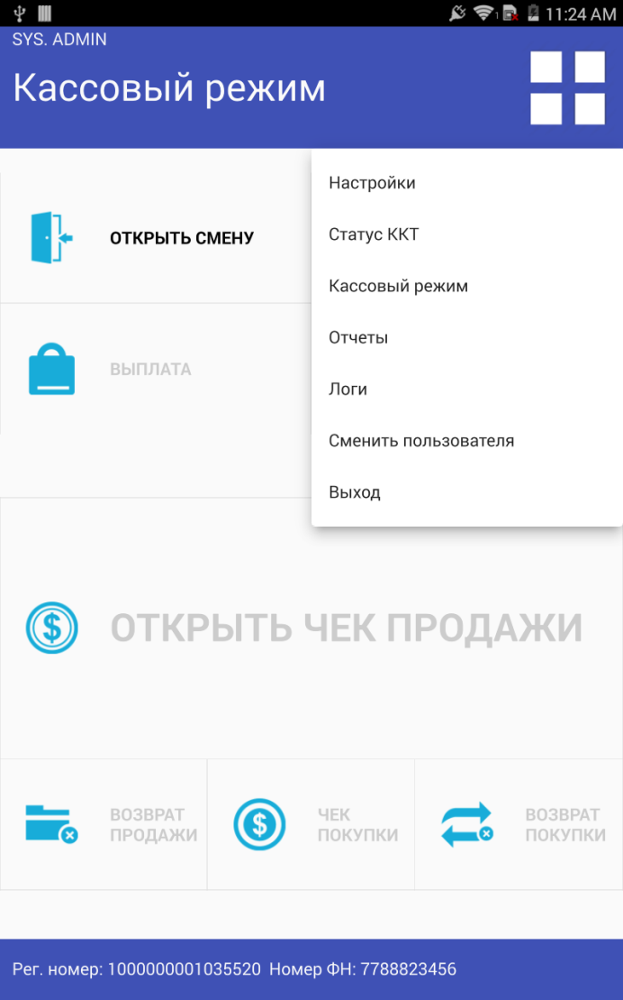 11:24 AM
SYS. ADMIN
Кассовый режим
Настройки
Статус ККТ
Кассовый режим
Отчеты
Логи
Сменить пользователя
Выход
ОТКРЫТЬ СМЕНУ
ВЫПЛАТА
ОТКРЫТЬ ЧЕК ПРОДАЖИ
ВОЗВРАТ
ПРОДАЖИ
ЧЕК
ПОКУПКИ
ВОЗВРАТ
ПОКУПКИ
Рег. номер: 1000000001035520 Номер ФН: 7788823456